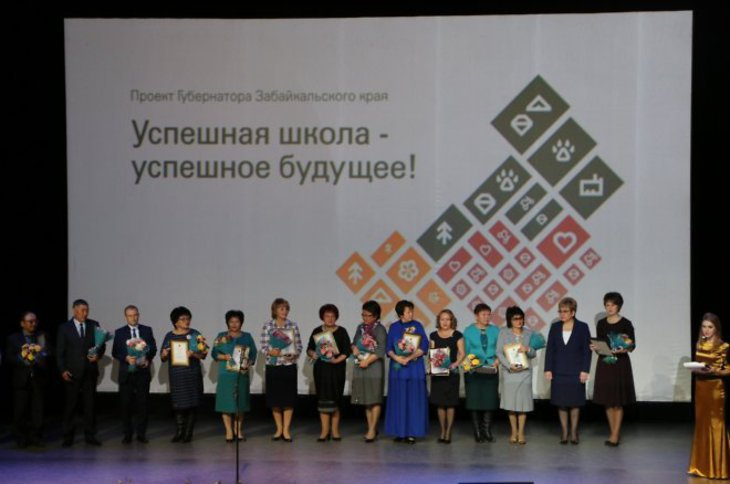 Проект Губернатора Забайкальского края
Успешная школа -
успешное будущее!